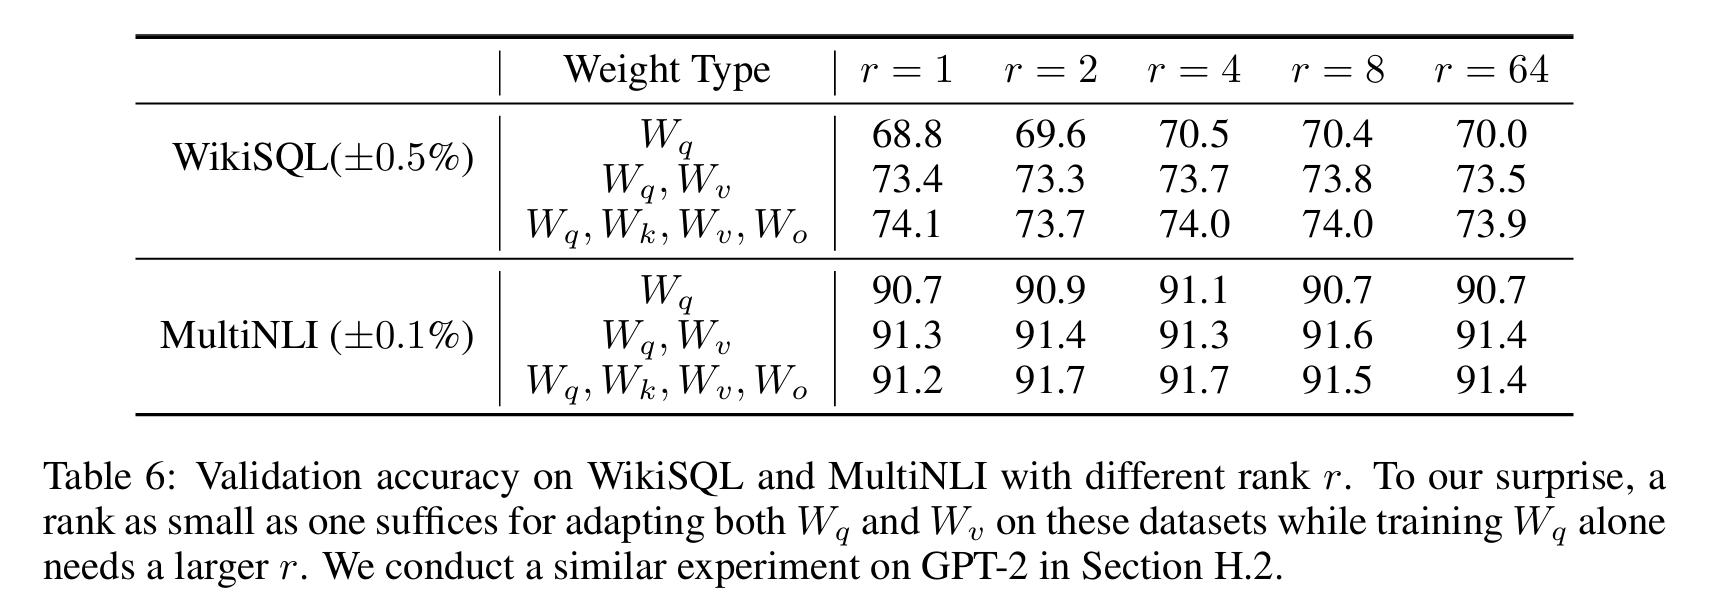 Weight Type r = 1 r = 2 r = 4 r = 8 r = 64
WikiSQL(±0.5%) W_q 68.8 69.6 70.5 70.4 70.0
W_q, W_v 73.4 73.3 73.7 73.8 73.5
W_q, W_k, W_v, W_o 74.1 73.7 74.0 74.0 73.9
MultiNLI (±0.1%) W_q 90.7 90.9 91.1 90.7 90.7
W_q, W_v 91.3 91.4 91.3 91.6 91.4
W_q, W_k, W_v, W_o 91.2 91.7 91.7 91.5 91.4
Table 6: Validation accuracy on WikiSQL and MultiNLI with different rank r. To our surprise, a
rank as small as one suffices for adapting both W_q and W_v on these datasets while training W_q alone
needs a larger r. We conduct a similar experiment on GPT-2 in Section H.2.